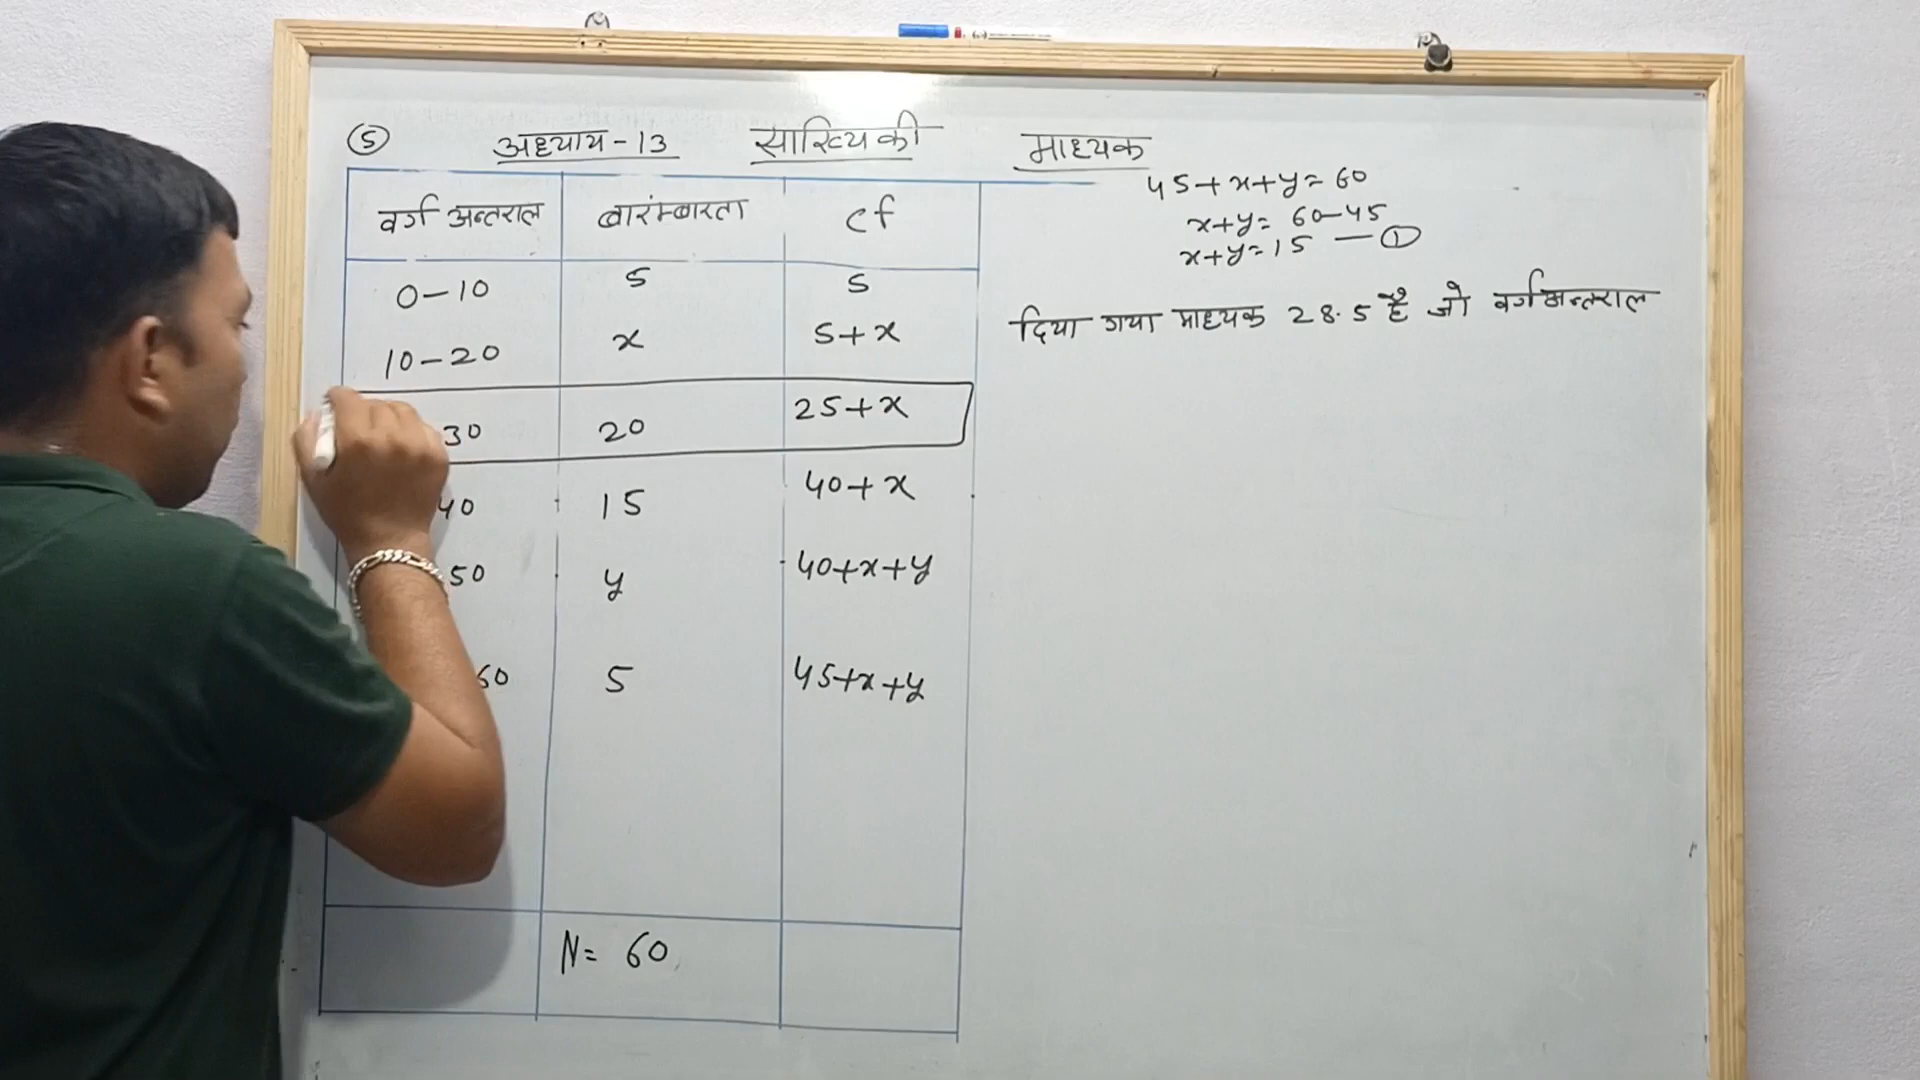 ⑤ अध्याय - 13 साख्यिकी माध्यक
वर्ग अन्तराल बारंम्बारता cf
0-10 5 5
10-20 x 5+x
30 20 25+x
40 15 40+x
50 y 40+x+y
60 5 45+x+y
N= 60
45+x+y= 60
x+y= 60-45
x+y=15 — ①
दिया गया माध्यक 28.5 है जो वर्गअन्तराल